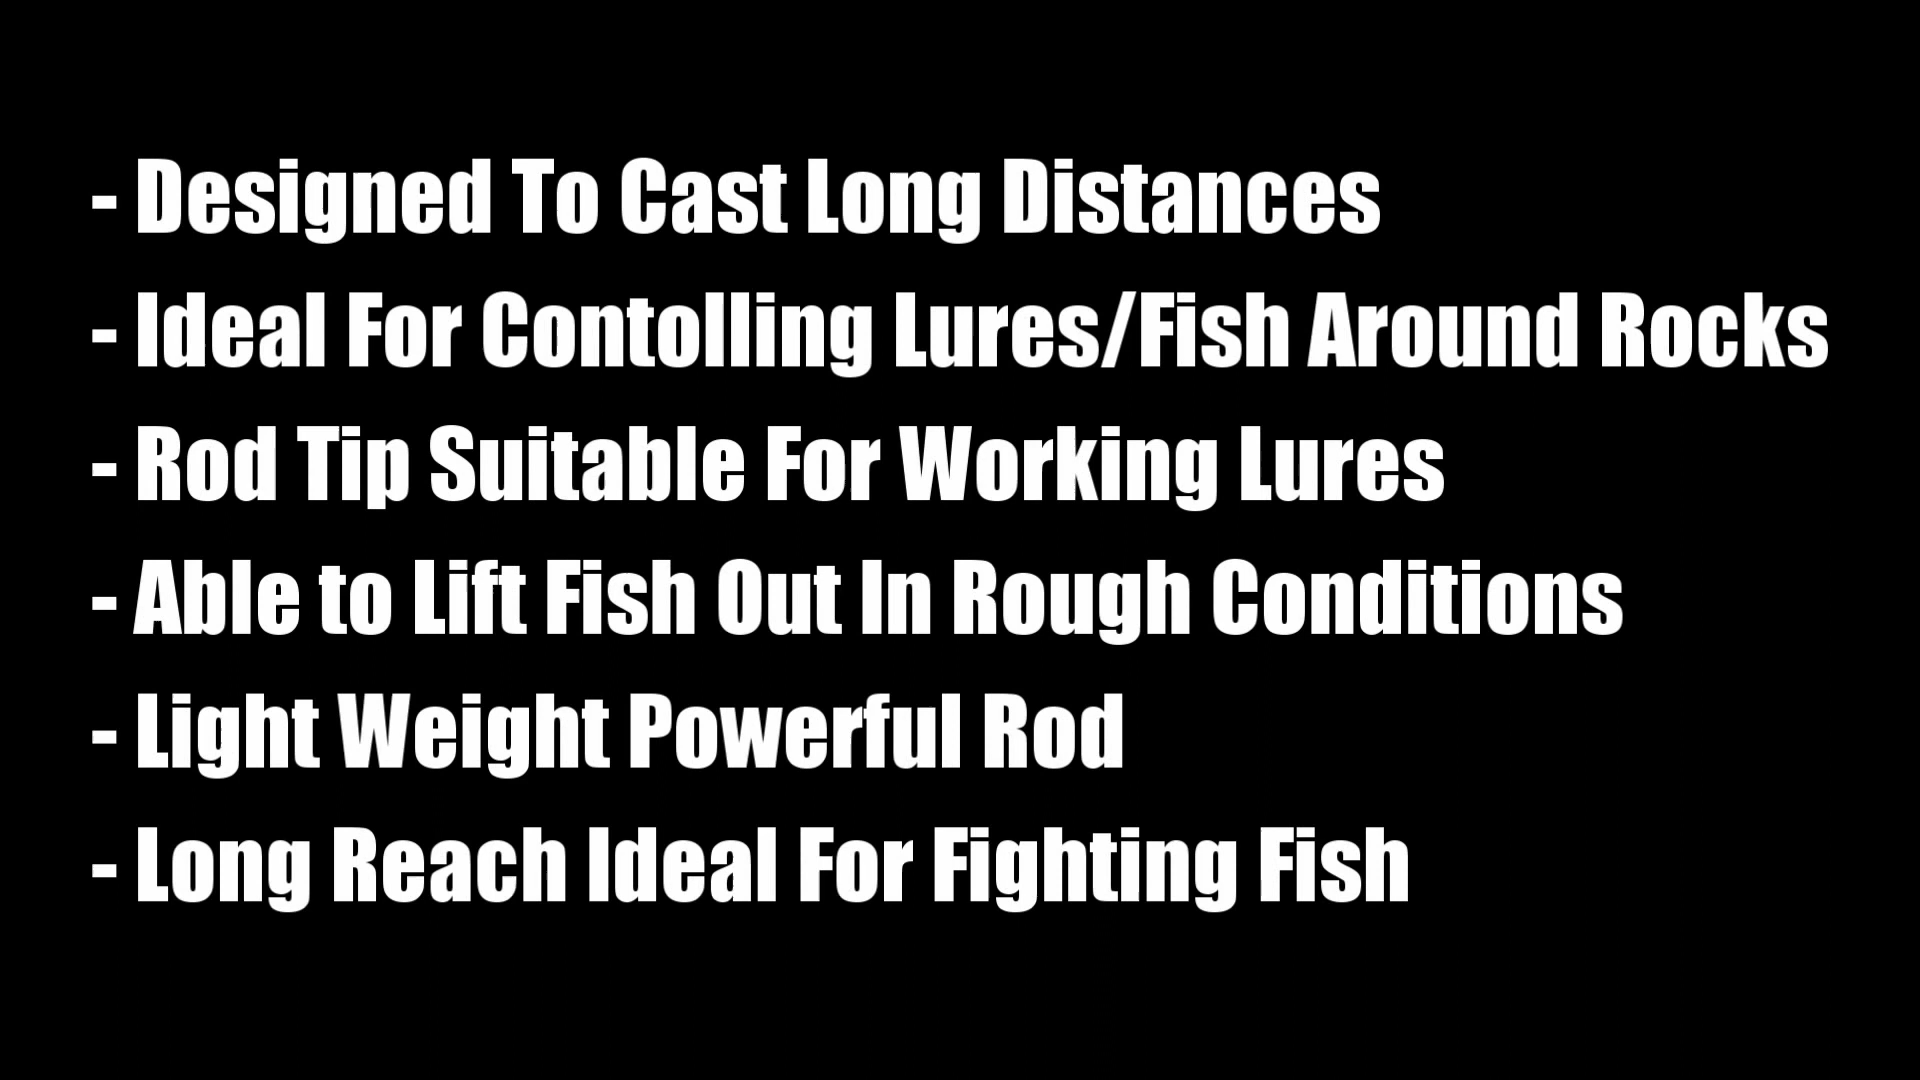 - Designed To Cast Long Distances
- Ideal For Contolling Lures/Fish Around Rocks
- Rod Tip Suitable For Working Lures
- Able to Lift Fish Out In Rough Conditions
- Light Weight Powerful Rod
- Long Reach Ideal For Fighting Fish